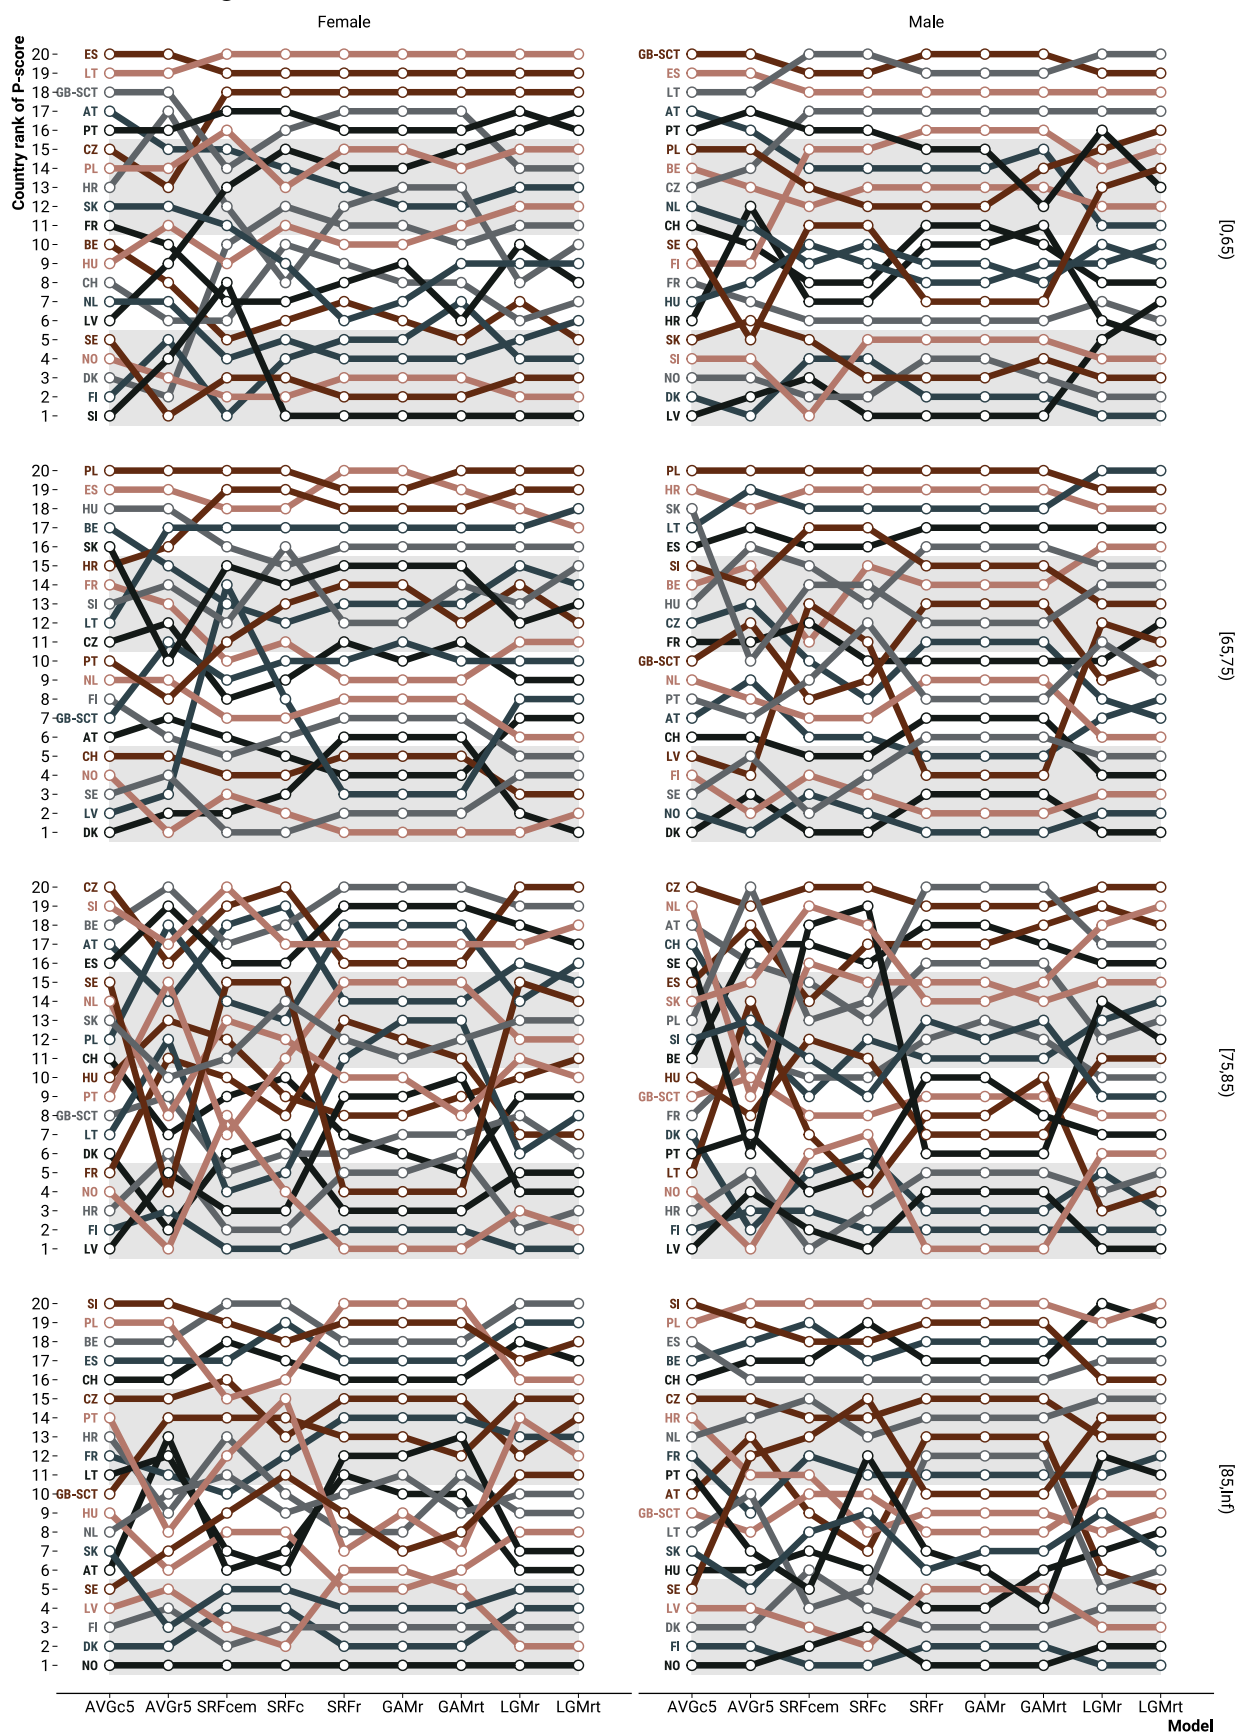 Female
Male
Country rank of P-score
20 ES
19 LT
18 GB-SCT
17 AT
16 PT
15 CZ
14 PL
13 HR
12 SK
11 FR
10 BE
9 HU
8 CH
7 NL
6 LV
5 SE
4 NO
3 DK
2 FI
1 SI
GB-SCT
ES
LT
AT
PT
PL
BE
CZ
NL
CH
SE
FI
FR
HU
HR
SK
SI
NO
DK
LV
[0,65)
20 PL
19 ES
18 HU
17 BE
16 SK
15 HR
14 FR
13 SI
12 LT
11 CZ
10 PT
9 NL
8 FI
7 GB-SCT
6 AT
5 CH
4 NO
3 SE
2 LV
1 DK
PL
HR
SK
LT
ES
SI
BE
HU
CZ
FR
GB-SCT
NL
PT
AT
CH
LV
FI
SE
NO
DK
[65,75)
20 CZ
19 SI
18 BE
17 AT
16 ES
15 SE
14 NL
13 SK
12 PL
11 CH
10 HU
9 PT
8 GB-SCT
7 LT
6 DK
5 FR
4 NO
3 HR
2 FI
1 LV
CZ
NL
AT
CH
SE
ES
SK
PL
SI
BE
HU
GB-SCT
FR
DK
PT
LT
NO
HR
FI
LV
[75,85)
20 SI
19 PL
18 BE
17 ES
16 CH
15 CZ
14 PT
13 HR
12 FR
11 LT
10 GB-SCT
9 HU
8 NL
7 SK
6 AT
5 SE
4 LV
3 FI
2 DK
1 NO
SI
PL
ES
BE
CH
CZ
HR
NL
FR
PT
AT
GB-SCT
LT
SK
HU
SE
LV
DK
FI
NO
[85,Inf)
AVGc5 AVGr5 SRFcem SRFc SRFr GAMr GAMrt LGMr LGMrt
AVGc5 AVGr5 SRFcem SRFc SRFr GAMr GAMrt LGMr LGMrt
Model